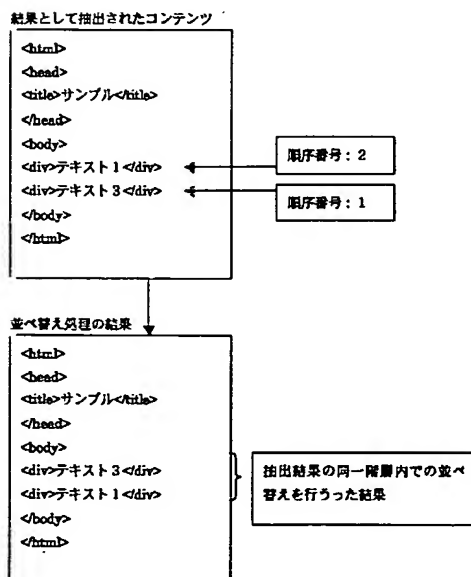 結果として抽出されたコンテンツ
<html>
<head>
<title>サンプル</title>
</head>
<body>
<div>テキスト1</div>
順序番号：2
<div>テキスト3</div>
順序番号：1
</body>
</html>
並べ替え処理の結果
<html>
<head>
<title>サンプル</title>
</head>
<body>
<div>テキスト3</div>
<div>テキスト1</div>
</body>
</html>
抽出結果の同一階層内での並べ
替えを行うった結果